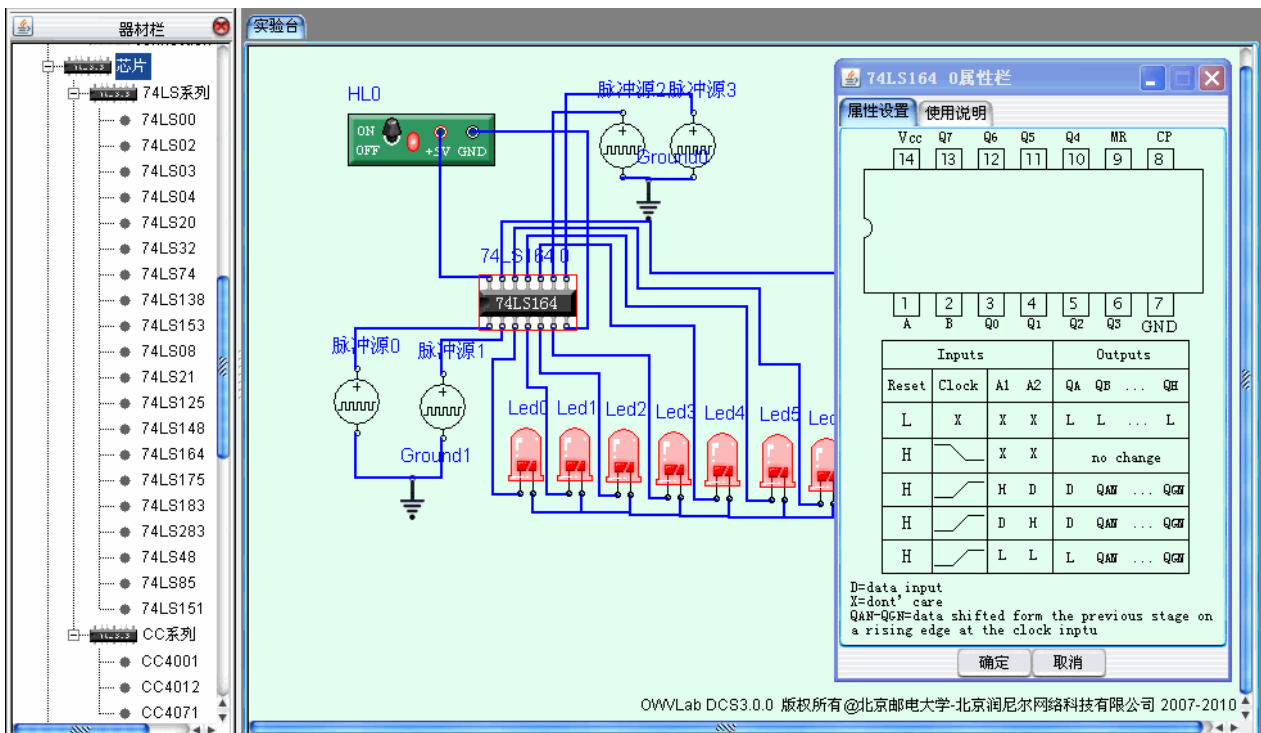 器材栏
芯片
74LS系列
74LS00
74LS02
74LS03
74LS04
74LS20
74LS32
74LS74
74LS138
74LS153
74LS08
74LS21
74LS125
74LS148
74LS164
74LS175
74LS183
74LS283
74LS48
74LS85
74LS151
CC系列
CC4001
CC4012
CC4071
实验台
HL0
ON
OFF
+5V GND
脉冲源2脉冲源3
Ground0
74LS164 0
74LS164
脉冲源0
脉冲源1
Ground1
Led0 Led1 Led2 Led3 Led4 Led5
74LS164 0属性栏
属性设置 使用说明
Vcc Q7 Q6 Q5 Q4 MR CP
14 13 12 11 10 9 8
1 2 3 4 5 6 7
A B Q0 Q1 Q2 Q3 GND
Inputs Outputs
Reset Clock A1 A2 QA QB ... QH
L X X X L L ... L
H X X no change
H H D D QAN ... QGN
H D H D QAN ... QGN
H L L L QAN ... QGN
D=data input
X=dont' care
QAN-QGN=data shifted form the previous stage on
a rising edge at the clock inptu
确定 取消
OWVLab DCS3.0.0 版权所有@北京邮电大学-北京润尼尔网络科技有限公司 2007-2010